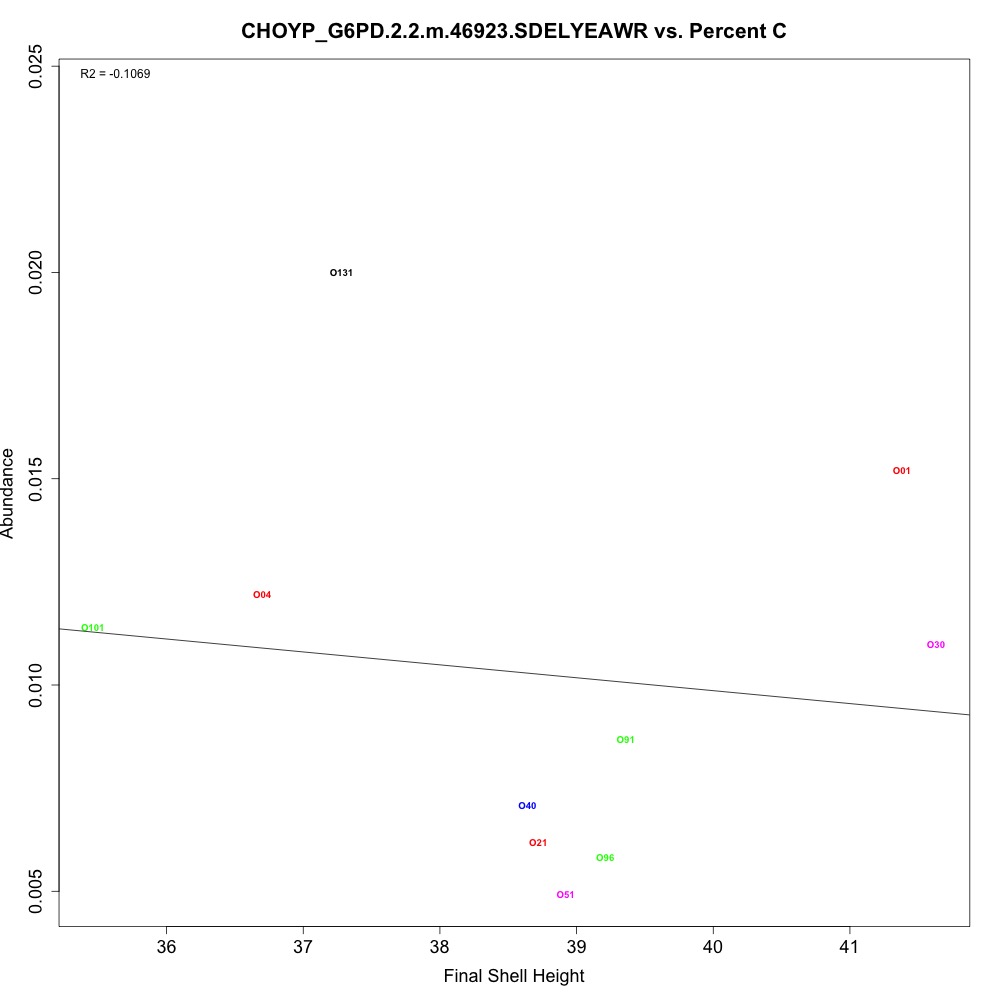 CHOYP_G6PD.2.2.m.46923.SDELYEAWR vs. Percent C
R2 = -0.1069
0.025
0.020
0.015
0.010
0.005
Abundance
O131
O01
O04
O101
O30
O91
O40
O21
O96
O51
36 37 38 39 40 41
Final Shell Height